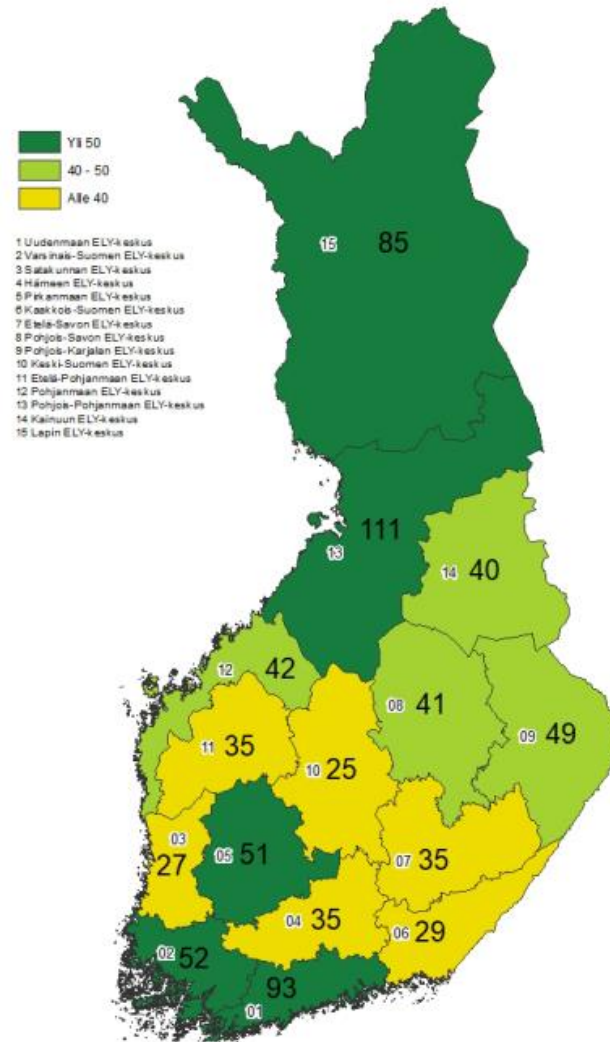 Yli 50
40 - 50
Alle 40
1 Uudenmaan ELY-keskus
2 Varsinais-Suomen ELY-keskus
3 Satakunnan ELY-keskus
4 Hämeen ELY-keskus
5 Pirkanmaan ELY-keskus
6 Kaakkois-Suomen ELY-keskus
7 Etelä-Savon ELY-keskus
8 Pohjois-Savon ELY-keskus
9 Pohjois-Karjalan ELY-keskus
10 Keski-Suomen ELY-keskus
11 Etelä-Pohjanmaan ELY-keskus
12 Pohjanmaan ELY-keskus
13 Pohjois-Pohjanmaan ELY-keskus
14 Kainuun ELY-keskus
15 Lapin ELY-keskus
15 85
13 111
14 40
12 42
08 41
09 49
11 35
10 25
03 27
05 51
07 35
04 35
06 29
02 52
01 93